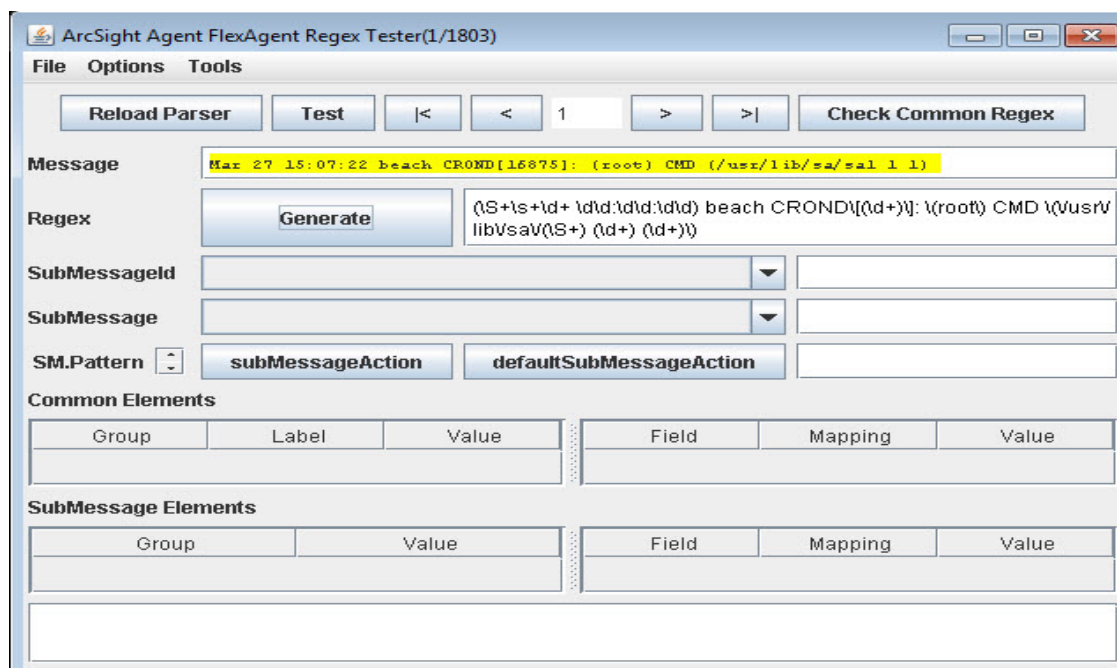 ArcSight Agent FlexAgent Regex Tester(1/1803)
File Options Tools
Reload Parser Test |< < 1 > >| Check Common Regex
Message Mar 27 15:07:22 beach CROND[16875]: (root) CMD (/usr/lib/sa/sa1 1 1)
Regex Generate (\S+\s+\d+ \d\d:\d\d:\d\d) beach CROND\[(\d+)\]: \(root\) CMD \(\/usr\/
lib\/sa\/(\S+) (\d+) (\d+)\)
SubMessageId
SubMessage
SM.Pattern subMessageAction defaultSubMessageAction
Common Elements
Group Label Value Field Mapping Value
SubMessage Elements
Group Value Field Mapping Value